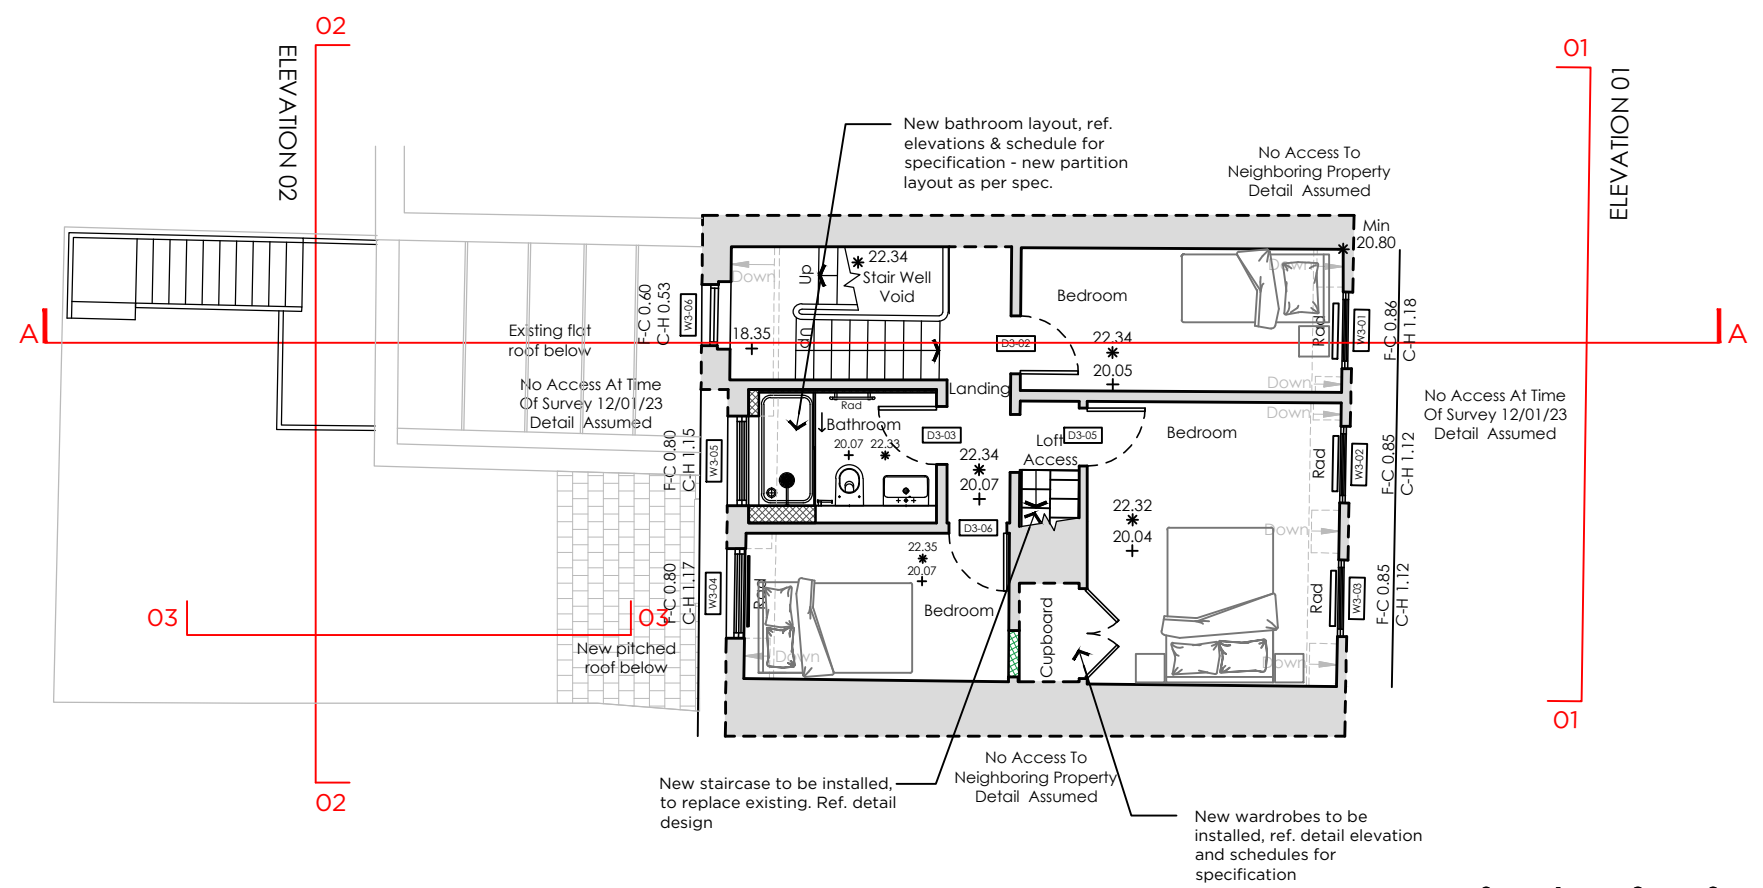 02
01
ELEVATION 02
ELEVATION 01
New bathroom layout, ref.
elevations & schedule for
specification - new partition
layout as per spec.
No Access To
Neighboring Property
Detail Assumed
Min
20.80
22.34
Stair Well
Void
Down
Up
Up
18.35
Bedroom
Down
Rad
22.34
20.05
Down
F-C 0.60
C-H 0.53
W3-06
W3-01
F-C 0.86
C-H 1.18
A
A
Existing flat
roof below
No Access At Time
Of Survey 12/01/23
Detail Assumed
D3-02
Landing
No Access At Time
Of Survey 12/01/23
Detail Assumed
F-C 0.80
C-H 1.15
W3-05
Rad
Bathroom
20.07
22.33
D3-03
22.34
20.07
Loft
Access
D3-05
Bedroom
Down
Rad
W3-02
F-C 0.85
C-H 1.12
22.32
20.04
Down
D3-06
F-C 0.80
C-H 1.17
W3-04
Rad
22.35
20.07
Bedroom
Down
Cupboard
Rad
Down
W3-03
F-C 0.85
C-H 1.12
03
03
New pitched
roof below
01
02
New staircase to be installed,
to replace existing. Ref. detail
design
No Access To
Neighboring Property
Detail Assumed
New wardrobes to be
installed, ref. detail elevation
and schedules for
specification